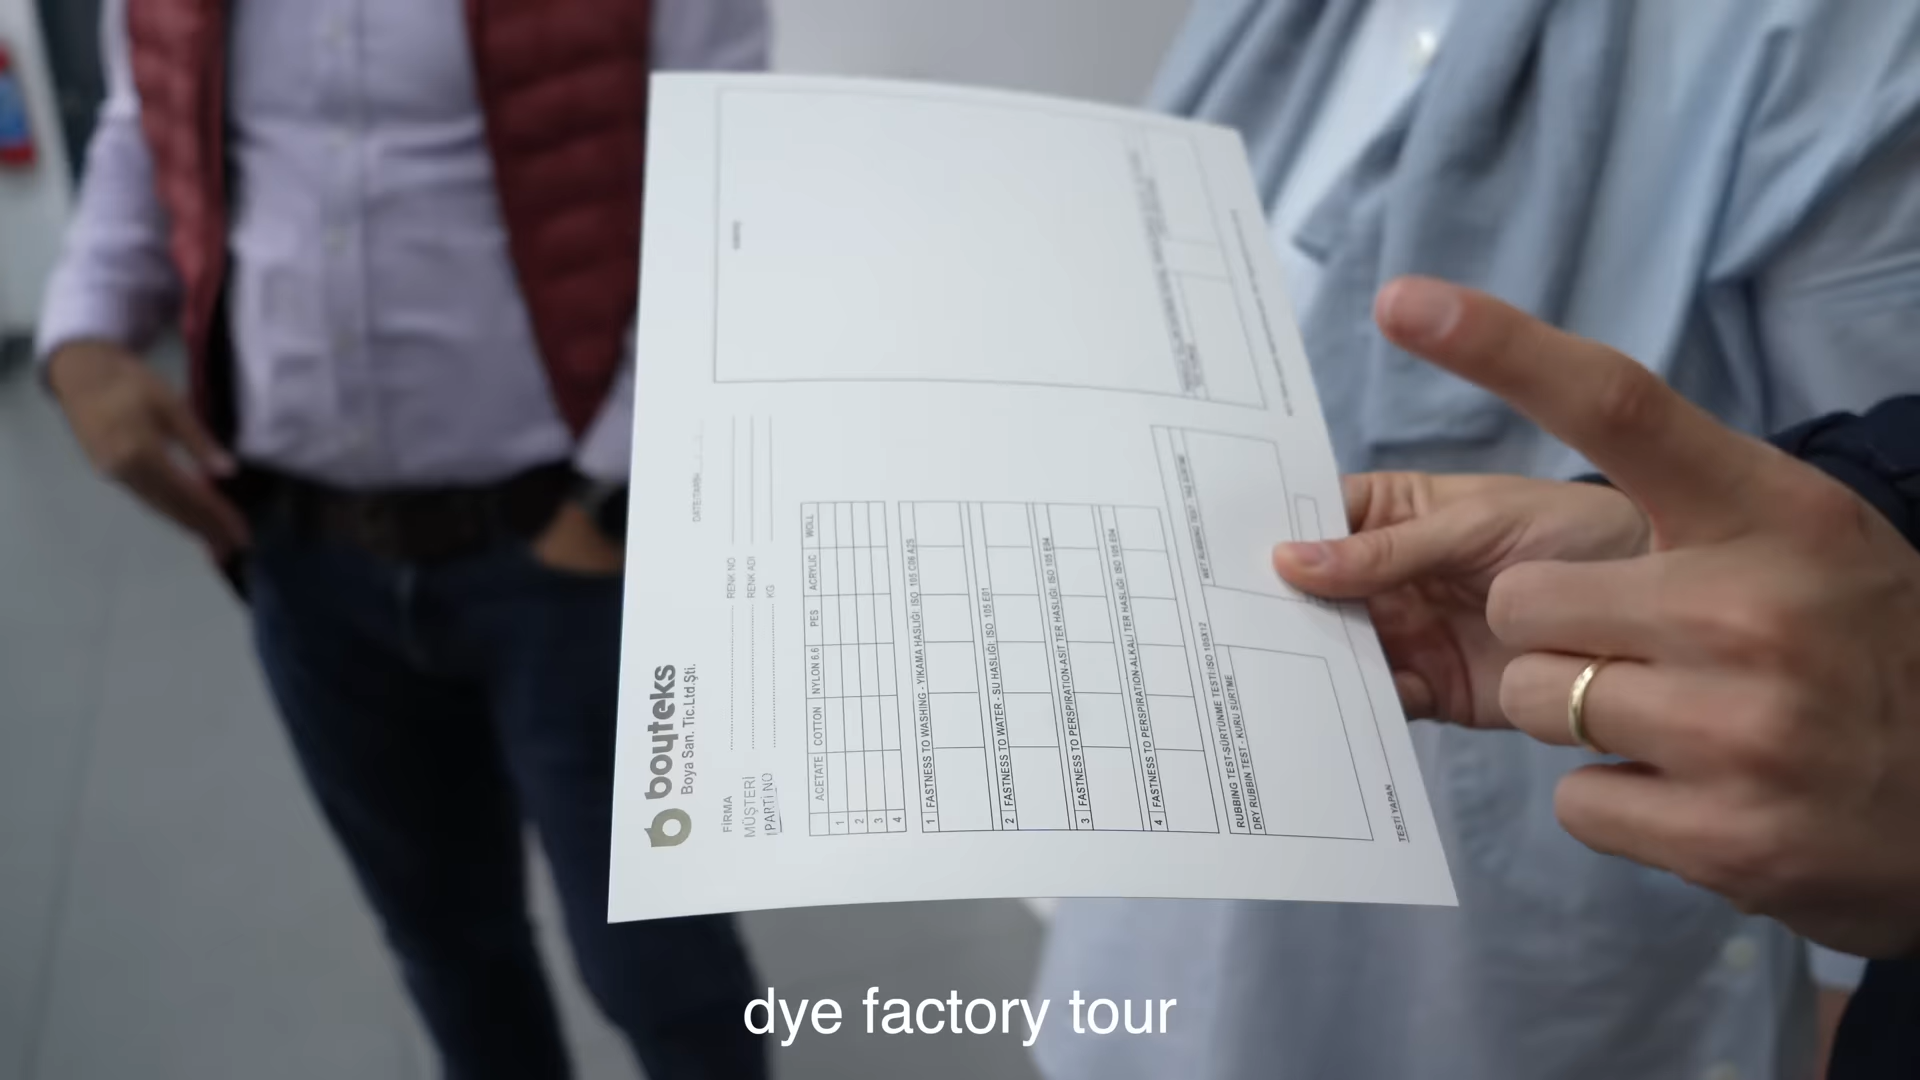 boyteks
Boya San. Tic.Ltd.Şti.
DATE/TARİH
FİRMA RENK NO
MÜŞTERİ RENK ADI
PARTİ NO KG
ACETATE COTTON NYLON 6.6 PES ACRYLIC WOLL
1
2
3
4
1 FASTNESS TO WASHING - YIKAMA HASLIĞI: ISO 105 C06 A2S
2 FASTNESS TO WATER - SU HASLIĞI: ISO 105 E01
3 FASTNESS TO PERSPIRATION-ASİT TER HASLIĞI: ISO 105 E04
4 FASTNESS TO PERSPIRATION-ALKALİ TER HASLIĞI: ISO 105 E04
RUBBING TEST-SÜRTÜNME TESTİ:ISO 105X12
DRY RUBBIN TEST - KURU SÜRTME
WET RUBBING TEST - YAŞ SÜRTME
TESTİ YAPAN
dye factory tour